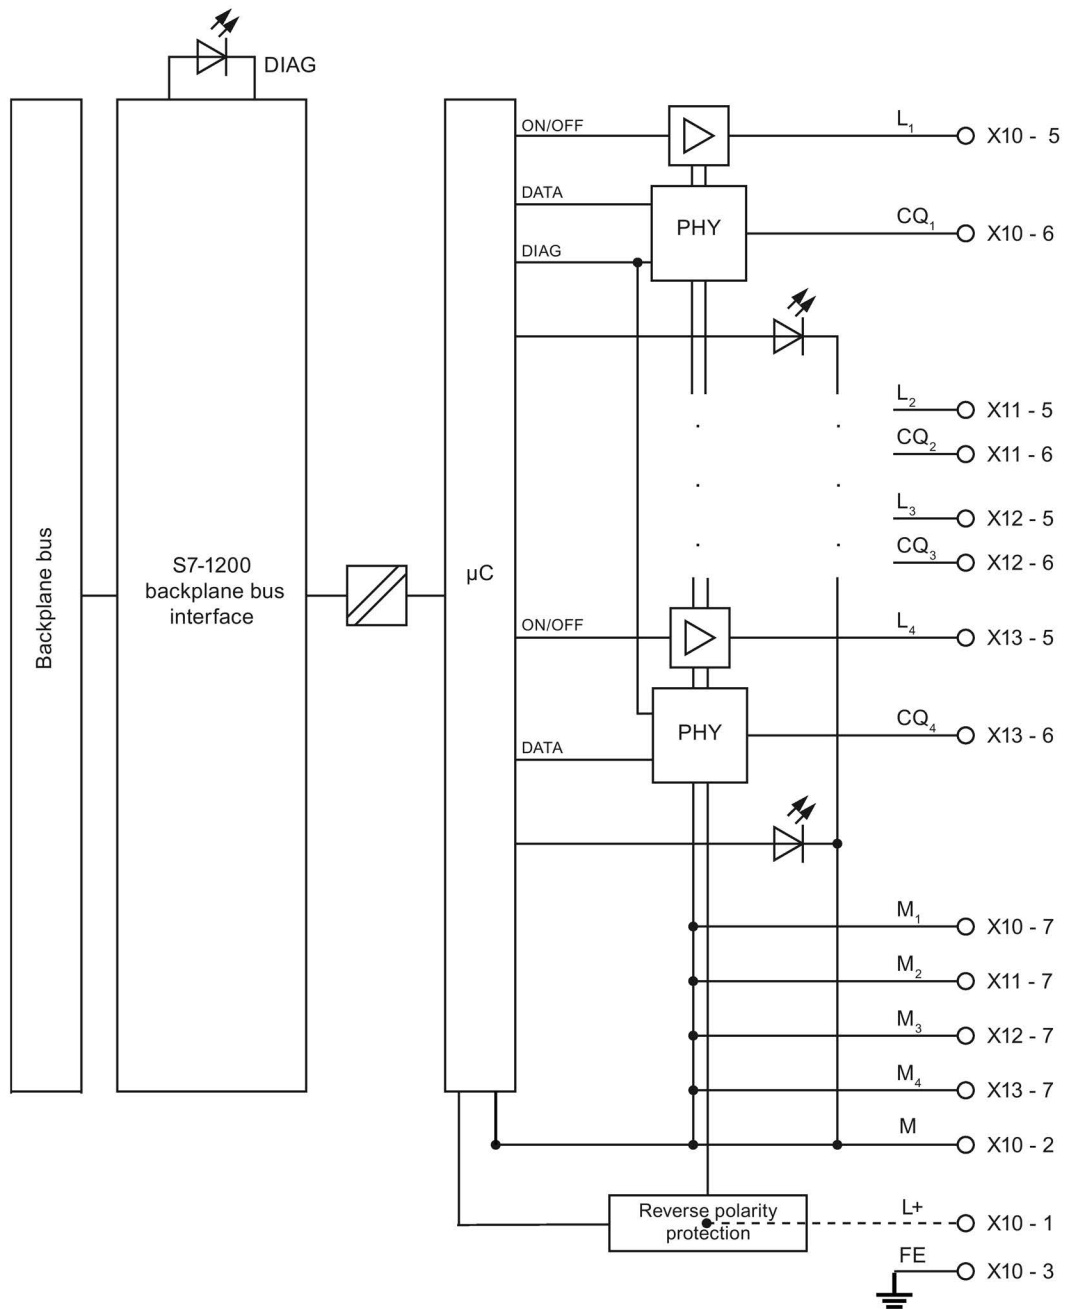 DIAG
ON/OFF
L1
X10 - 5
DATA
PHY
CQ1
X10 - 6
DIAG
L2
X11 - 5
CQ2
X11 - 6
L3
X12 - 5
CQ3
X12 - 6
Backplane bus
S7-1200
backplane bus
interface
µC
ON/OFF
L4
X13 - 5
PHY
CQ4
X13 - 6
DATA
M1
X10 - 7
M2
X11 - 7
M3
X12 - 7
M4
X13 - 7
M
X10 - 2
Reverse polarity
protection
L+
X10 - 1
FE
X10 - 3